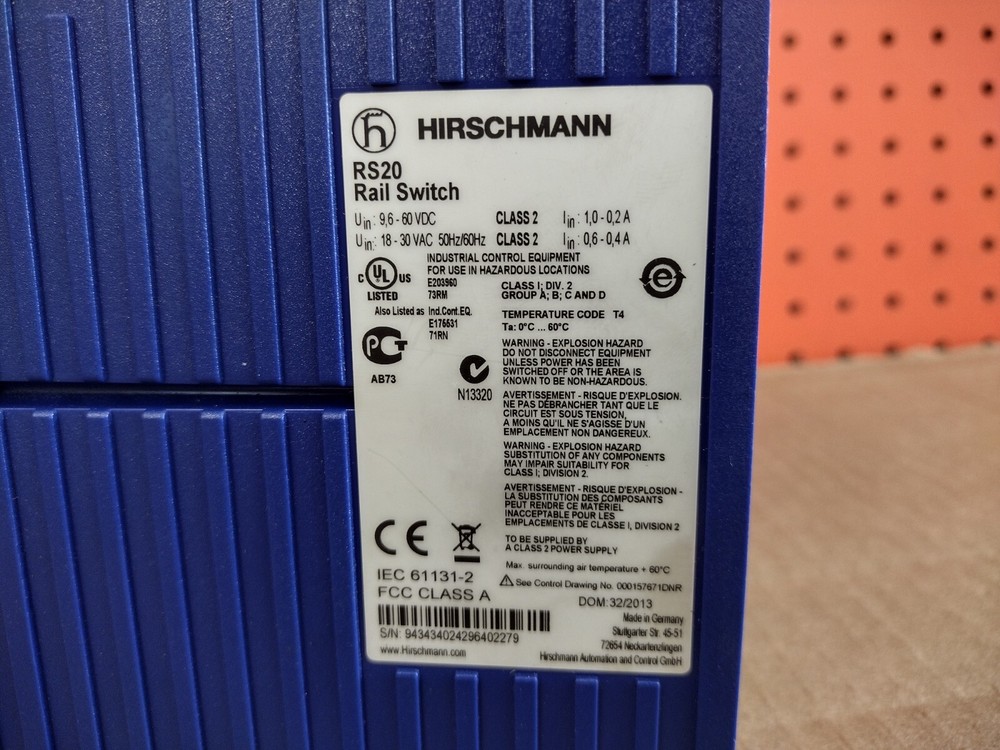 HIRSCHMANN
RS20
Rail Switch
Uin: 9,6 - 60 VDC CLASS 2 Iin: 1,0 - 0,2 A
Uin: 18 - 30 VAC 50Hz/60Hz CLASS 2 Iin: 0,6 - 0,4 A
INDUSTRIAL CONTROL EQUIPMENT
FOR USE IN HAZARDOUS LOCATIONS
C UL US
LISTED
E203960
73RM
CLASS I; DIV. 2
GROUP A; B; C AND D
e
Also Listed as Ind.Cont.EQ.
E175531
71RN
TEMPERATURE CODE T4
Ta: 0°C ... 60°C
PCT
AB73
N13320
WARNING - EXPLOSION HAZARD
DO NOT DISCONNECT EQUIPMENT
UNLESS POWER HAS BEEN
SWITCHED OFF OR THE AREA IS
KNOWN TO BE NON-HAZARDOUS.
AVERTISSEMENT - RISQUE D'EXPLOSION.
NE PAS DÉBRANCHER TANT QUE LE
CIRCUIT EST SOUS TENSION,
A MOINS QU'IL NE S'AGISSE D'UN
EMPLACEMENT NON DANGEREUX.
WARNING - EXPLOSION HAZARD
SUBSTITUTION OF ANY COMPONENTS
MAY IMPAIR SUITABILITY FOR
CLASS I; DIVISION 2.
AVERTISSEMENT - RISQUE D'EXPLOSION -
LA SUBSTITUTION DES COMPOSANTS
PEUT RENDRE CE MATÉRIEL
INACCEPTABLE POUR LES
EMPLACEMENTS DE CLASSE I, DIVISION 2
TO BE SUPPLIED BY
A CLASS 2 POWER SUPPLY
Max. surrounding air temperature + 60°C
See Control Drawing No. 000157671DNR
CE
IEC 61131-2
FCC CLASS A
DOM: 32/2013
Made in Germany
Stuttgarter Str. 45-51
72654 Neckartenzlingen
Hirschmann Automation and Control GmbH
S/N: 943434024296402279
www.Hirschmann.com